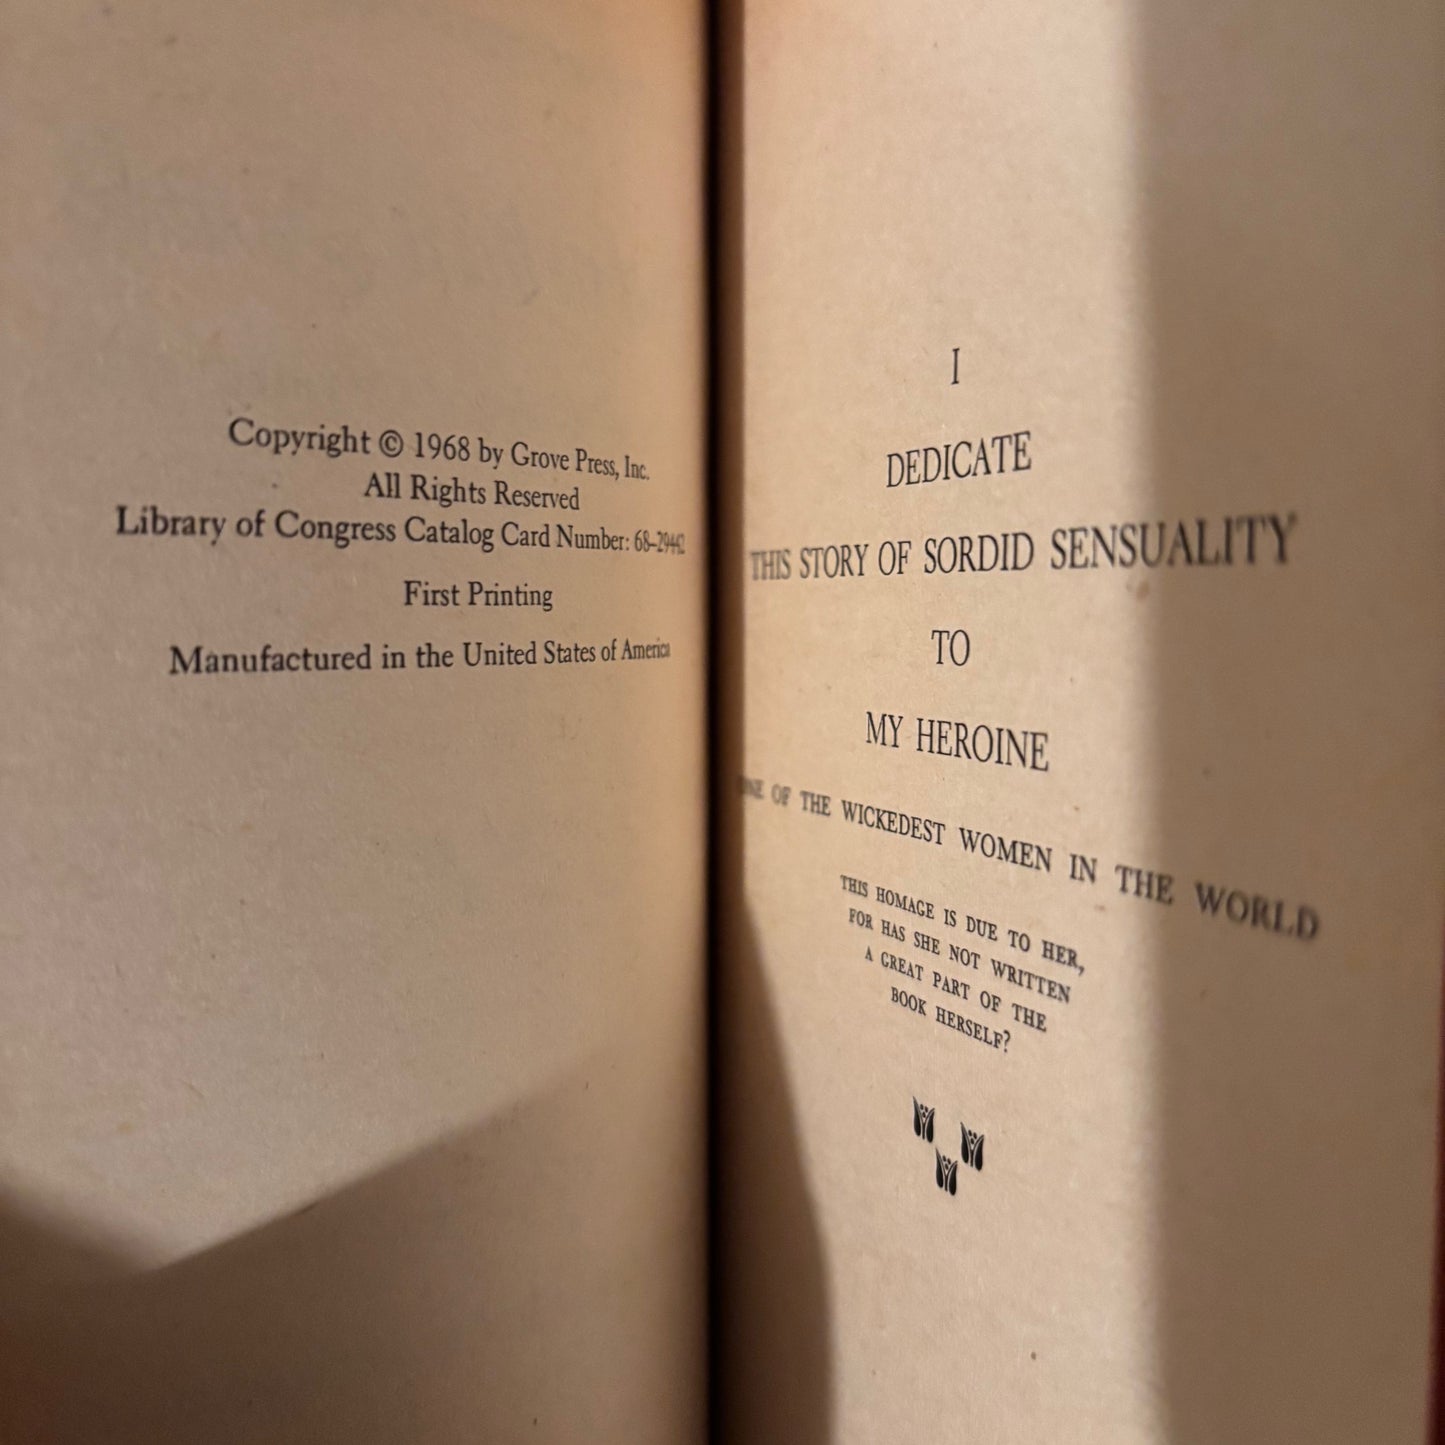 Copyright © 1968 by Grove Press, Inc.
All Rights Reserved
Library of Congress Catalog Card Number: 68–29442
First Printing
Manufactured in the United States of America
I
DEDICATE
THIS STORY OF SORDID SENSUALITY
TO
MY HEROINE
ONE OF THE WICKEDEST WOMEN IN THE WORLD
THIS HOMAGE IS DUE TO HER,
FOR HAS SHE NOT WRITTEN
A GREAT PART OF THE
BOOK HERSELF?